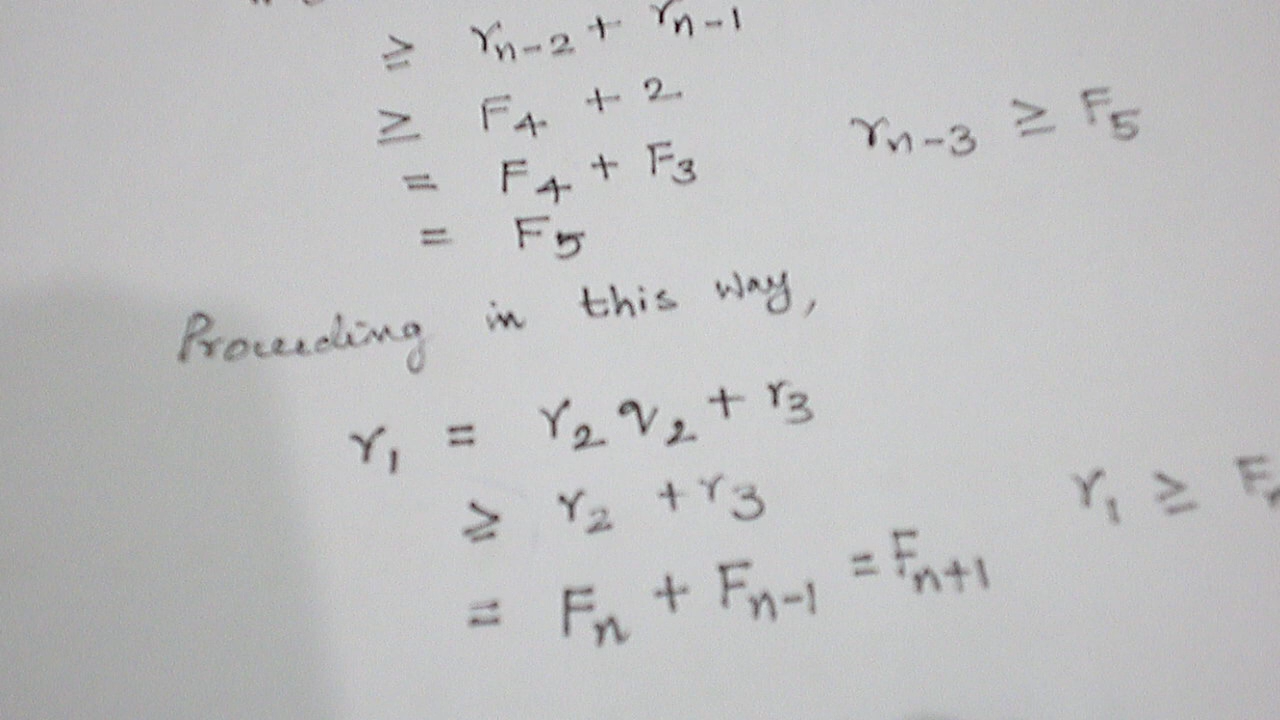 ≥ r_{n-2} + r_{n-1}
≥ F_4 + 2
= F_4 + F_3 r_{n-3} ≥ F_5
= F_5
Proceeding in this way,
r_1 = r_2 q_2 + r_3
≥ r_2 + r_3 r_1 ≥ F
= F_n + F_{n-1} = F_{n+1}